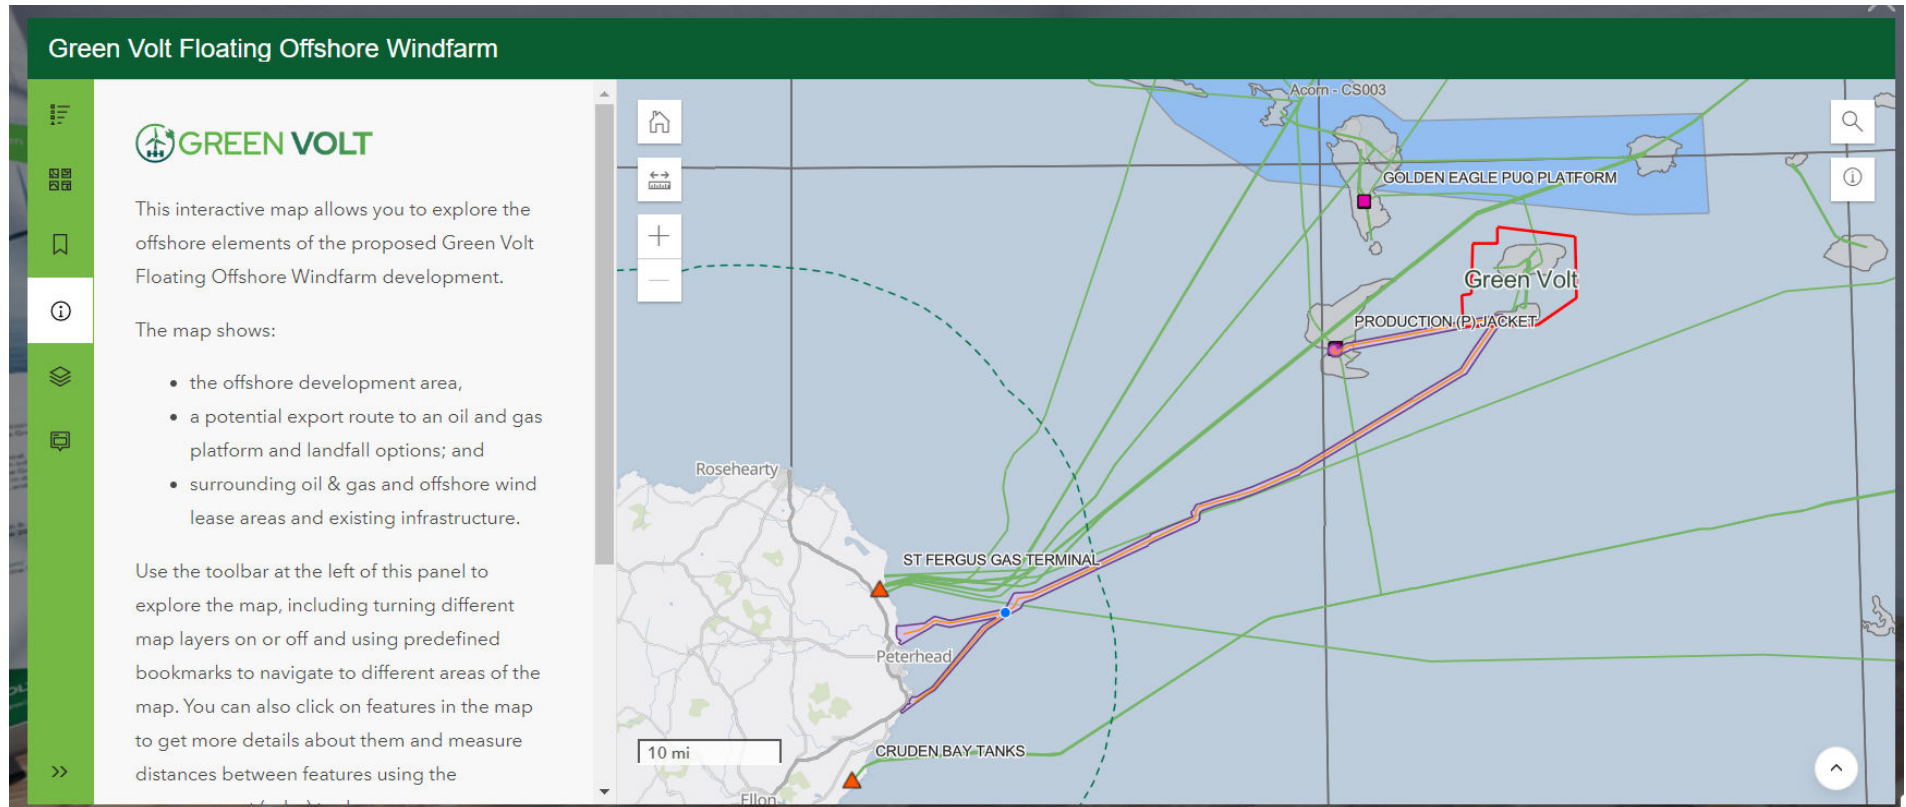 Green Volt Floating Offshore Windfarm
GREEN VOLT
This interactive map allows you to explore the
offshore elements of the proposed Green Volt
Floating Offshore Windfarm development.
The map shows:
• the offshore development area,
• a potential export route to an oil and gas
platform and landfall options; and
• surrounding oil & gas and offshore wind
lease areas and existing infrastructure.
Use the toolbar at the left of this panel to
explore the map, including turning different
map layers on or off and using predefined
bookmarks to navigate to different areas of the
map. You can also click on features in the map
to get more details about them and measure
distances between features using the
Acorn - CS003
GOLDEN EAGLE PUQ PLATFORM
Green Volt
PRODUCTION (P) JACKET
Rosehearty
ST FERGUS GAS TERMINAL
Peterhead
CRUDEN BAY TANKS
10 mi
Ellon